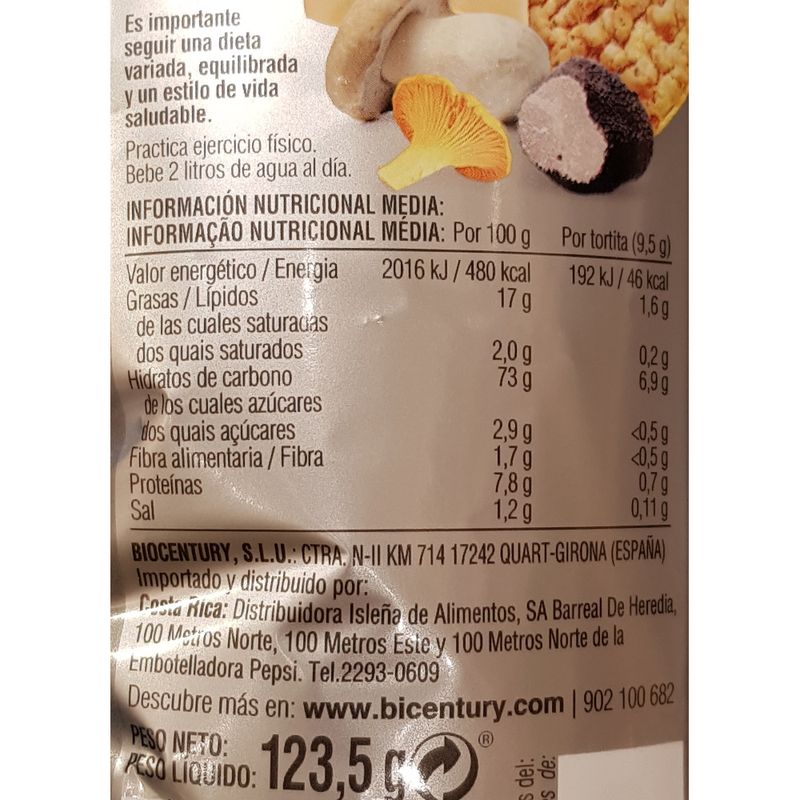 Es importante
seguir una dieta
variada, equilibrada
y un estilo de vida
saludable.
Practica ejercicio físico.
Bebe 2 litros de agua al día.
INFORMACIÓN NUTRICIONAL MEDIA:
INFORMAÇÃO NUTRICIONAL MÉDIA: Por 100 g Por tortita (9,5 g)
Valor energético / Energia 2016 kJ / 480 kcal 192 kJ / 46 kcal
Grasas / Lípidos 17 g 1,6 g
de las cuales saturadas
dos quais saturados 2,0 g 0,2 g
Hidratos de carbono 73 g 6,9 g
de los cuales azúcares
dos quais açúcares 2,9 g <0,5 g
Fibra alimentaria / Fibra 1,7 g <0,5 g
Proteínas 7,8 g 0,7 g
Sal 1,2 g 0,11 g
BIOCENTURY, S.L.U.: CTRA. N-II KM 714 17242 QUART-GIRONA (ESPAÑA)
Importado y distribuido por:
Costa Rica: Distribuidora Isleña de Alimentos, SA Barreal De Heredia,
100 Metros Norte, 100 Metros Este y 100 Metros Norte de la
Embotelladora Pepsi. Tel.2293-0609
Descubre más en: www.bicentury.com | 902 100 682
PESO NETO:
PESO LÍQUIDO: 123,5 g ®
s del:
s de: